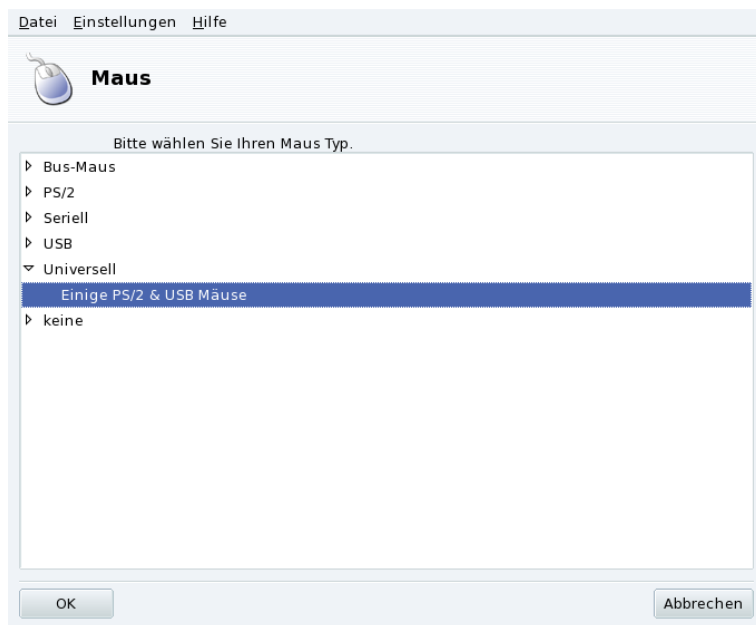 Datei Einstellungen Hilfe
Maus
Bitte wählen Sie Ihren Maus Typ.
Bus-Maus
PS/2
Seriell
USB
Universell
Einige PS/2 & USB Mäuse
keine
OK Abbrechen